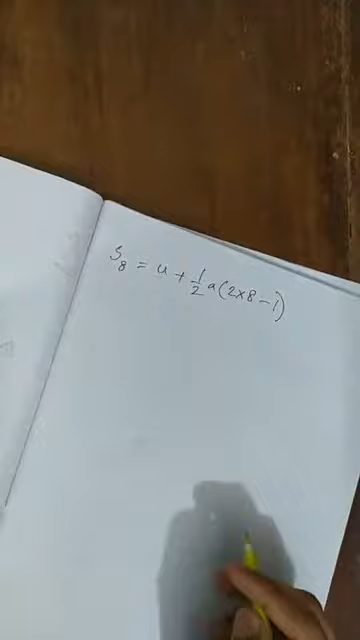 S₈ = u + 1/2 a(2×8-1)